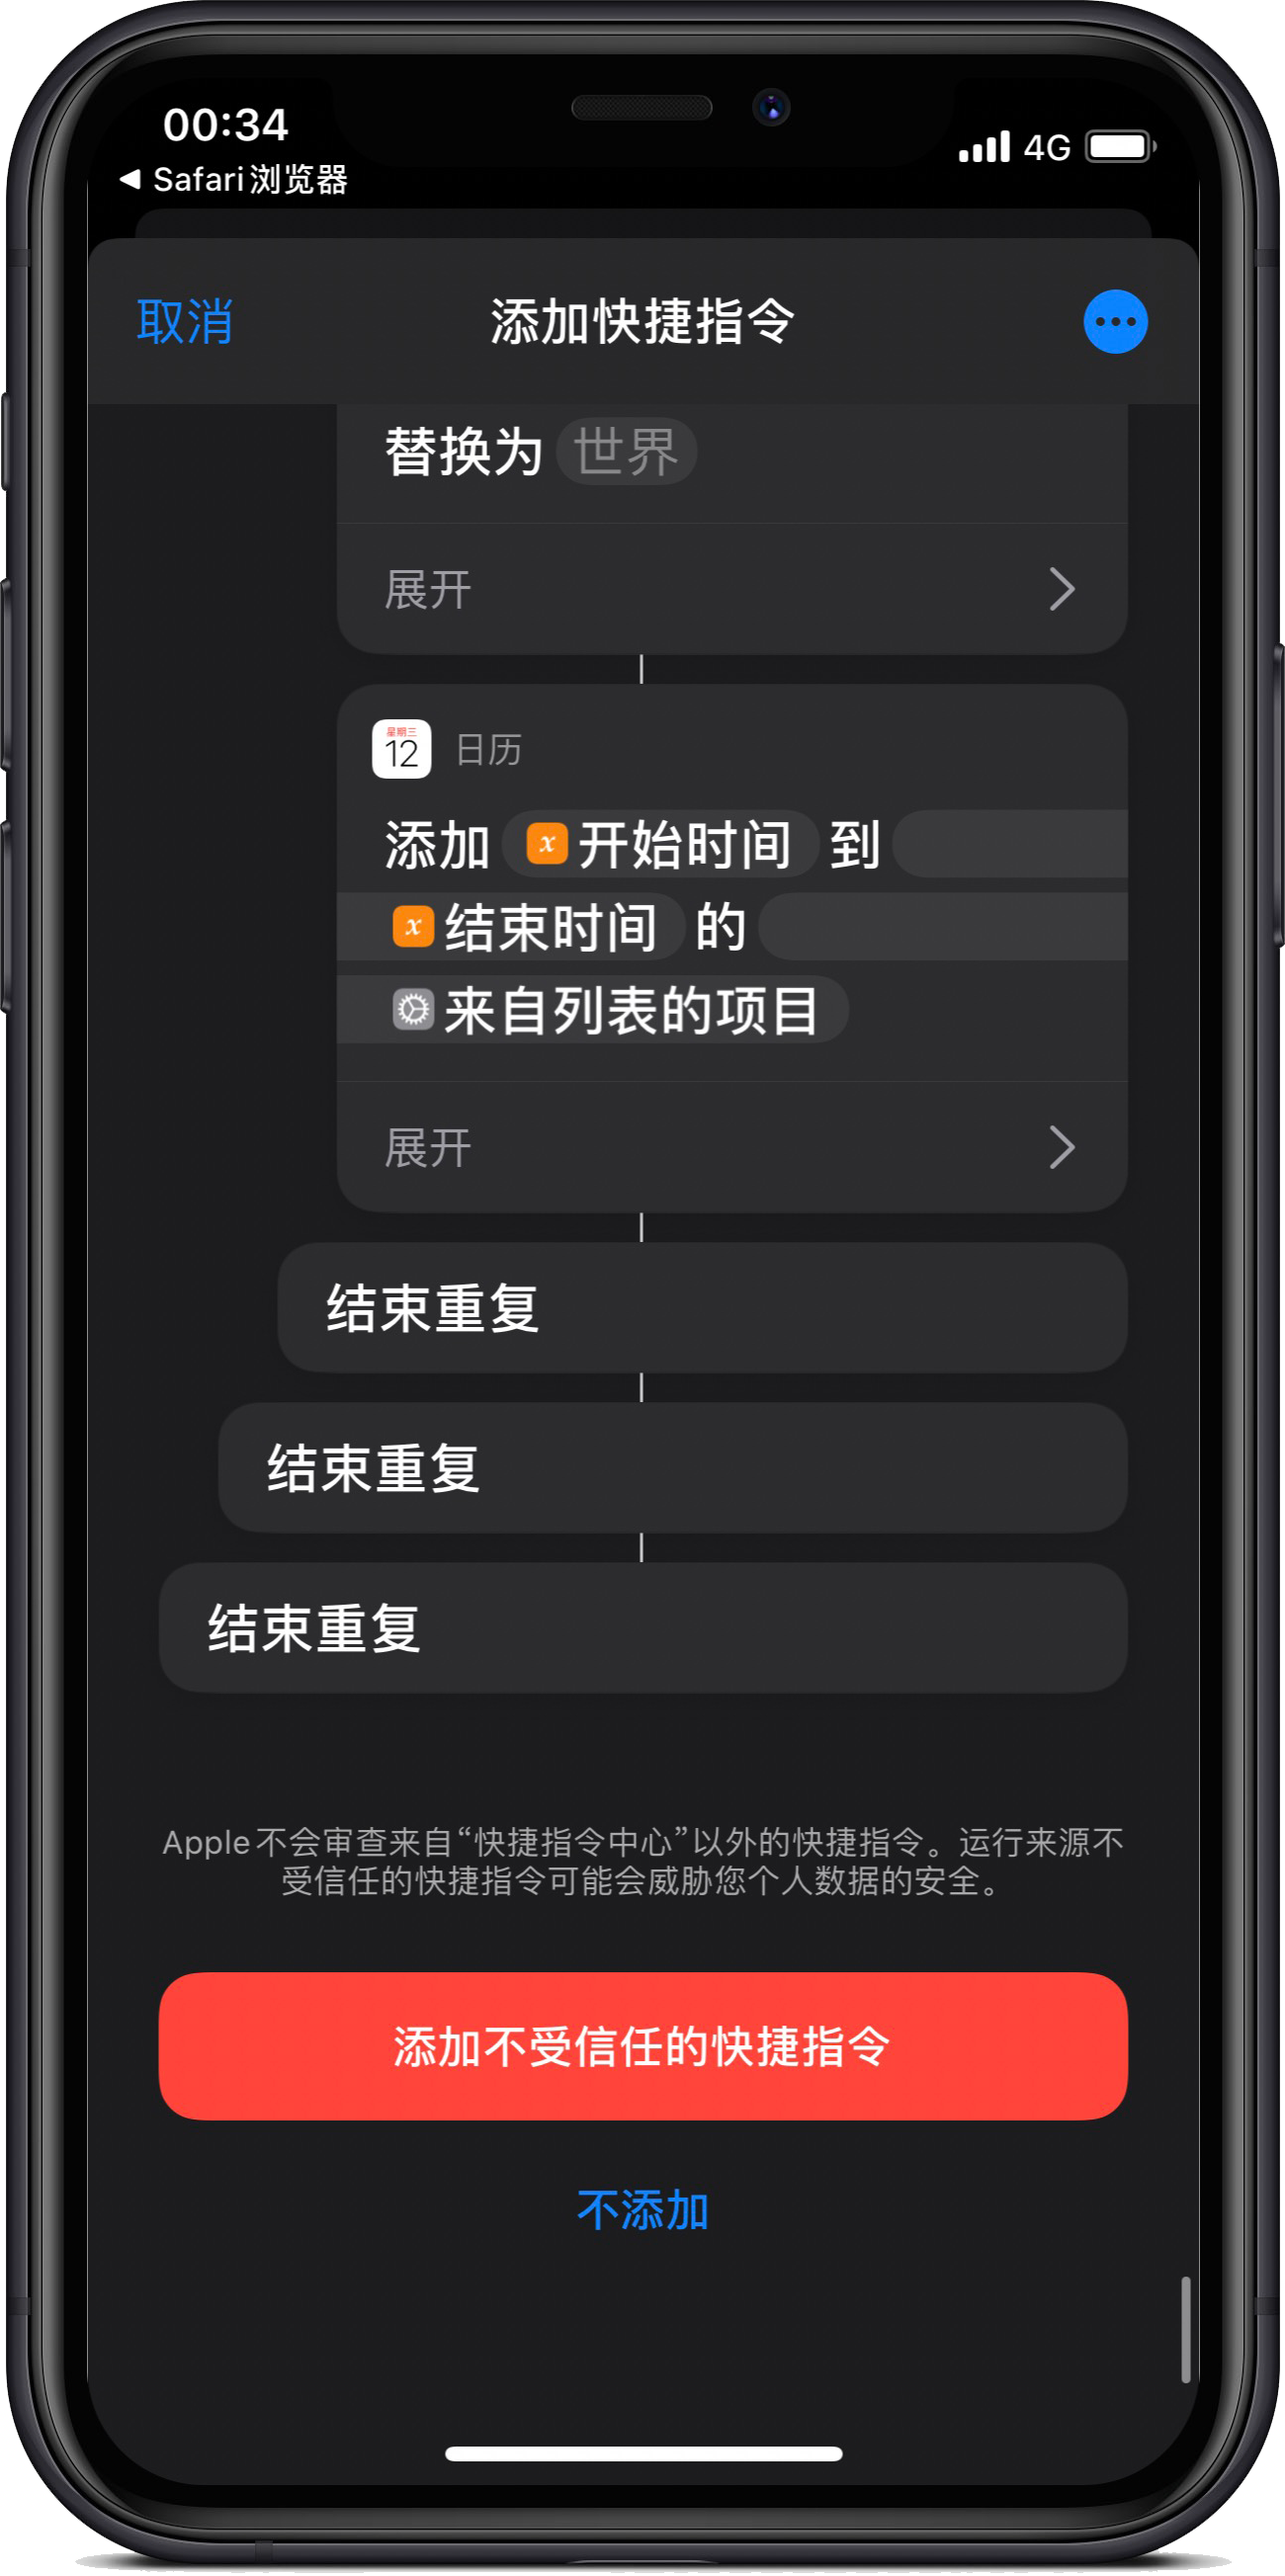 00:34
4G
Safari浏览器
取消
添加快捷指令
替换为 世界
展开
星期三
12
日历
添加 x 开始时间 到
x 结束时间 的
来自列表的项目
展开
结束重复
结束重复
结束重复
Apple不会审查来自“快捷指令中心”以外的快捷指令。运行来源不
受信任的快捷指令可能会威胁您个人数据的安全。
添加不受信任的快捷指令
不添加